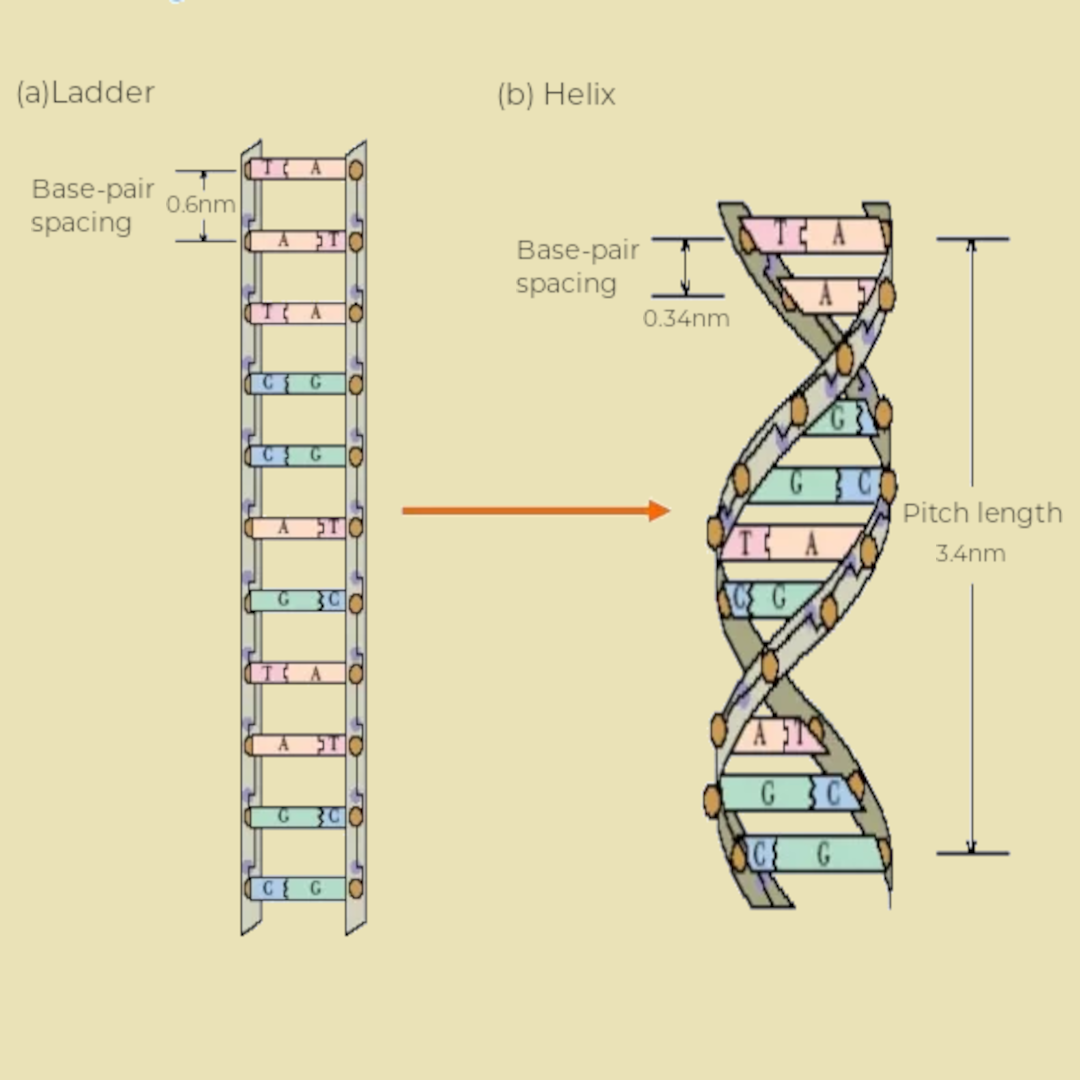 (a)Ladder
(b) Helix
Base-pair
spacing
0.6nm
T A
A T
T A
C G
C G
A T
G C
T A
A T
G C
C G
Base-pair
spacing
0.34nm
T A
A
G
G C
T A
C G
A T
G C
C G
Pitch length
3.4nm